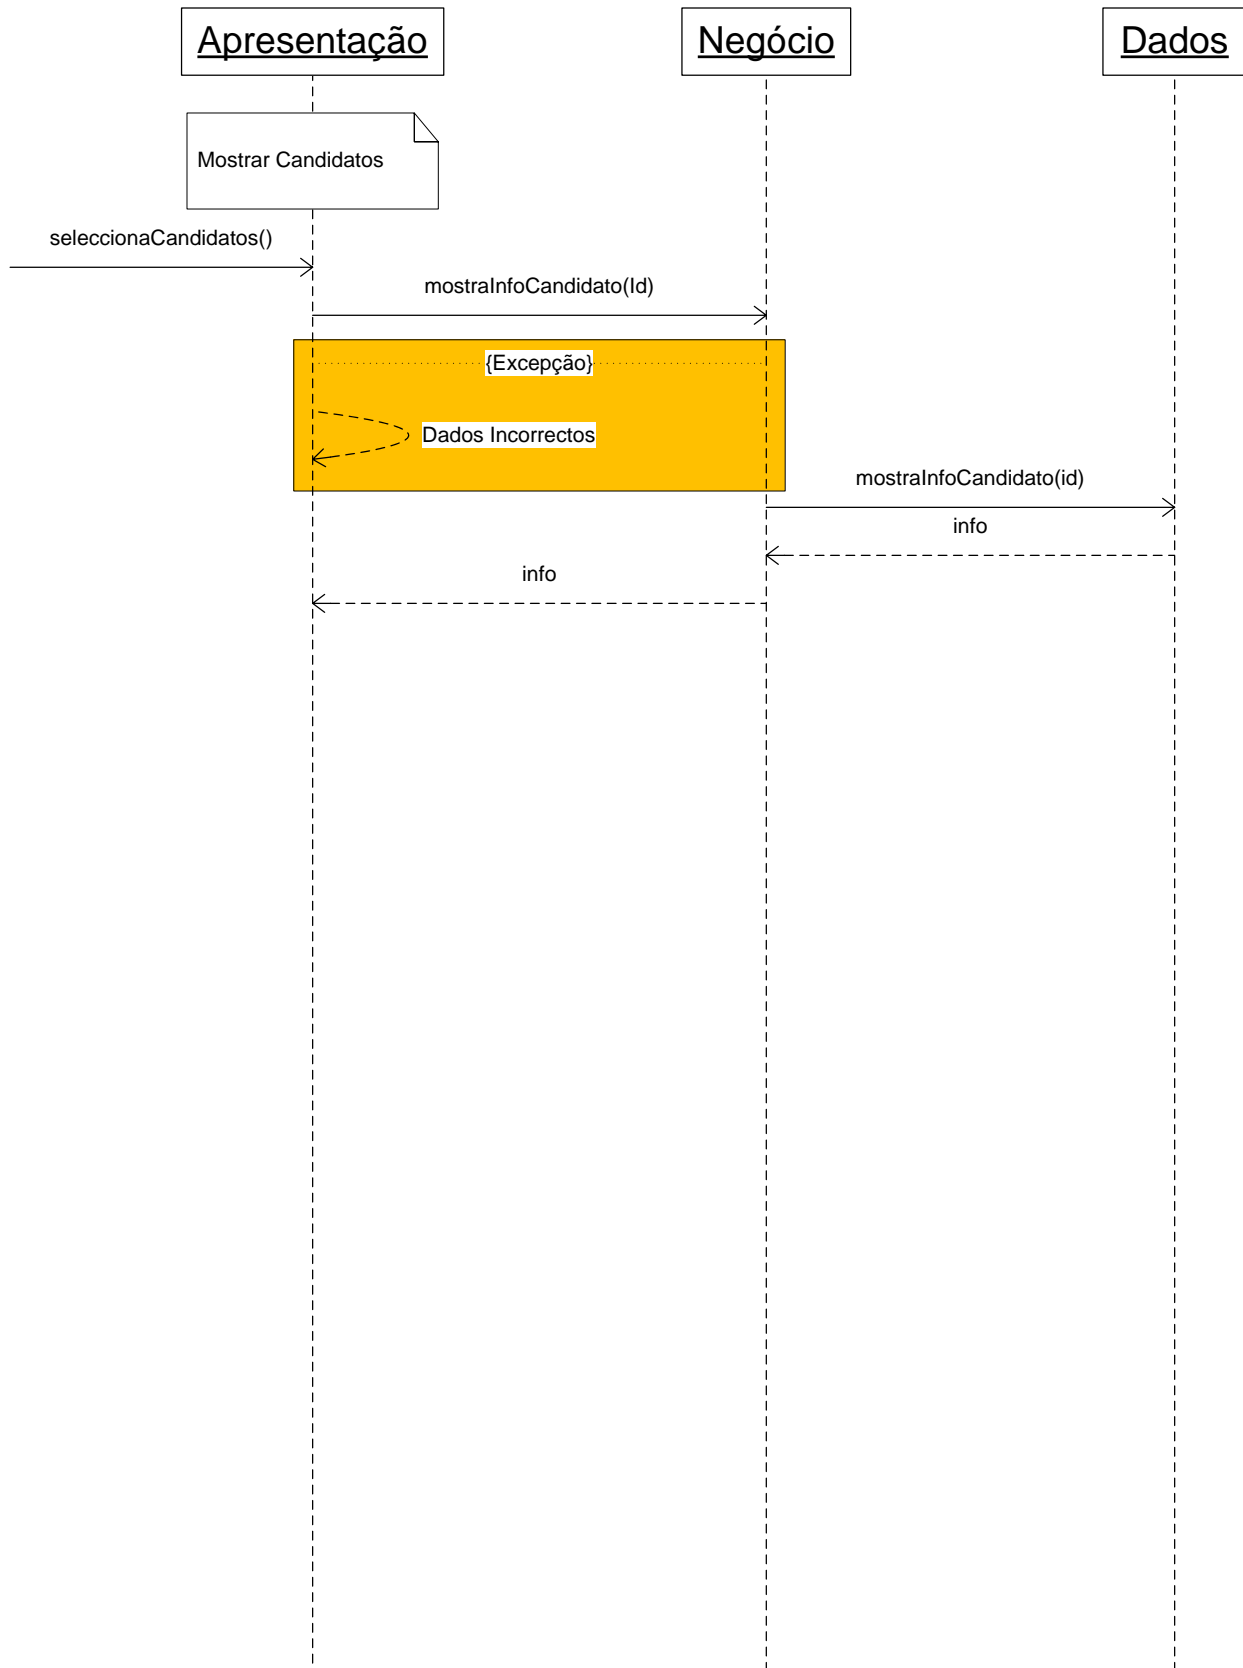 Apresentação
Negócio
Dados
Mostrar Candidatos
seleccionaCandidatos()
mostraInfoCandidato(Id)
{Excepção}
Dados Incorrectos
mostraInfoCandidato(id)
info
info